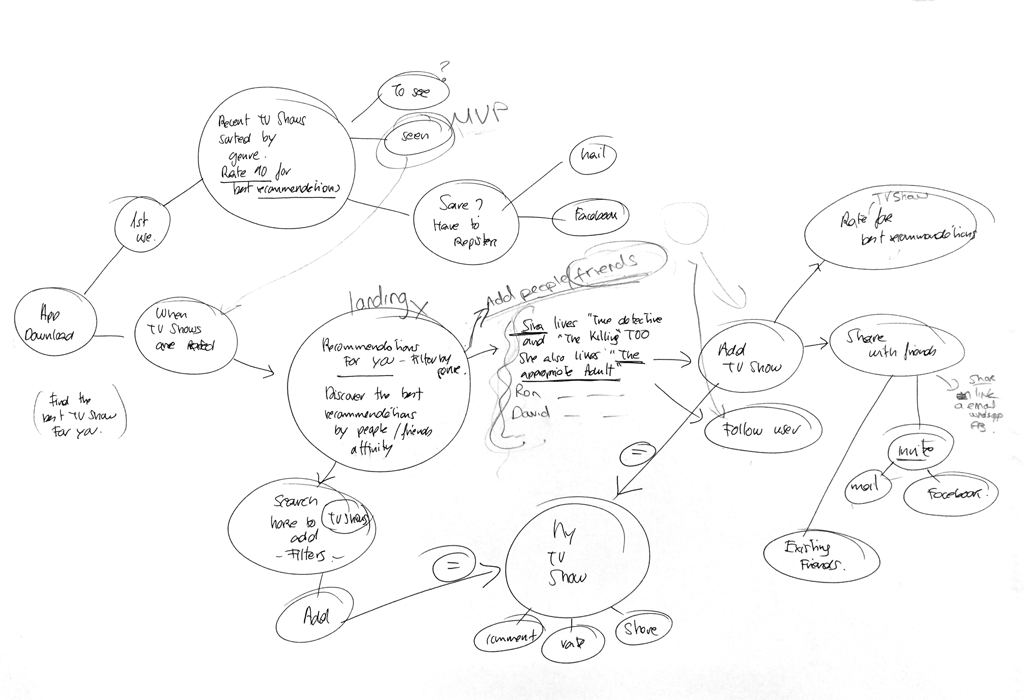 ?
To see
MVP
seen
Recent TV Shows
sorted by
genre.
Rate 10 for
best recommendations
mail
Save?
Have to
Register
Facebook
1st
use.
TV Show
Rate for
best recommendations
App
Download
When
TV Shows
are Rated
landing
Add people/friends
Recommendations
For you - Filter by
genre.
Discover the best
recommendations
by people/friends
affinity
Siva lives "True detective
and "The Killing" TOO
She also lives "The
appropriate Adult"
Ron
David
Add
TV Show
Share
with friends
Share
link
email
whatsapp
FB.
(Find the
best TV Show
For you.)
Follow user
invite
mail
Facebook.
Existing
Friends.
=
Search
here to TV Shows
add
- Filters -
Add
=
My
TV
Show
comment
rate
Share